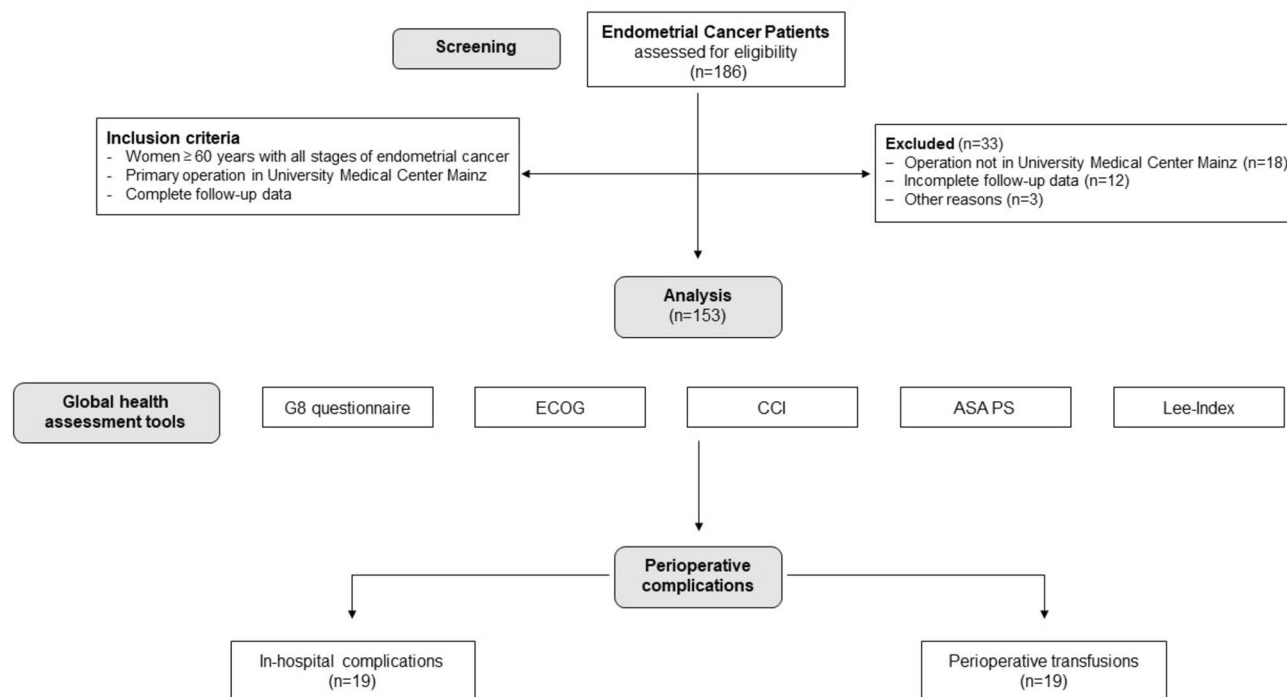 Screening
Endometrial Cancer Patients
assessed for eligibility
(n=186)
Inclusion criteria
- Women ≥ 60 years with all stages of endometrial cancer
- Primary operation in University Medical Center Mainz
- Complete follow-up data
Excluded (n=33)
– Operation not in University Medical Center Mainz (n=18)
– Incomplete follow-up data (n=12)
– Other reasons (n=3)
Analysis
(n=153)
Global health
assessment tools
G8 questionnaire
ECOG
CCI
ASA PS
Lee-Index
Perioperative
complications
In-hospital complications
(n=19)
Perioperative transfusions
(n=19)